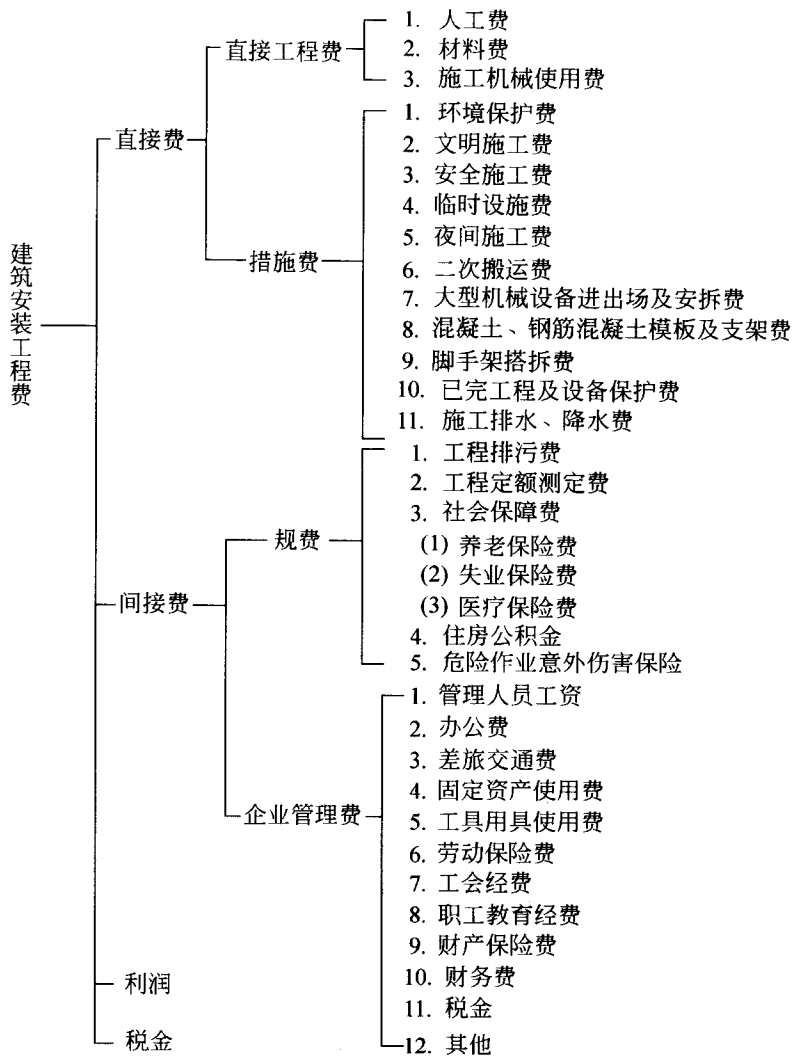 建筑安装工程费
直接费
直接工程费
1. 人工费
2. 材料费
3. 施工机械使用费
措施费
1. 环境保护费
2. 文明施工费
3. 安全施工费
4. 临时设施费
5. 夜间施工费
6. 二次搬运费
7. 大型机械设备进出场及安拆费
8. 混凝土、钢筋混凝土模板及支架费
9. 脚手架搭拆费
10. 已完工程及设备保护费
11. 施工排水、降水费
间接费
规费
1. 工程排污费
2. 工程定额测定费
3. 社会保障费
(1) 养老保险费
(2) 失业保险费
(3) 医疗保险费
4. 住房公积金
5. 危险作业意外伤害保险
企业管理费
1. 管理人员工资
2. 办公费
3. 差旅交通费
4. 固定资产使用费
5. 工具用具使用费
6. 劳动保险费
7. 工会经费
8. 职工教育经费
9. 财产保险费
10. 财务费
11. 税金
12. 其他
利润
税金